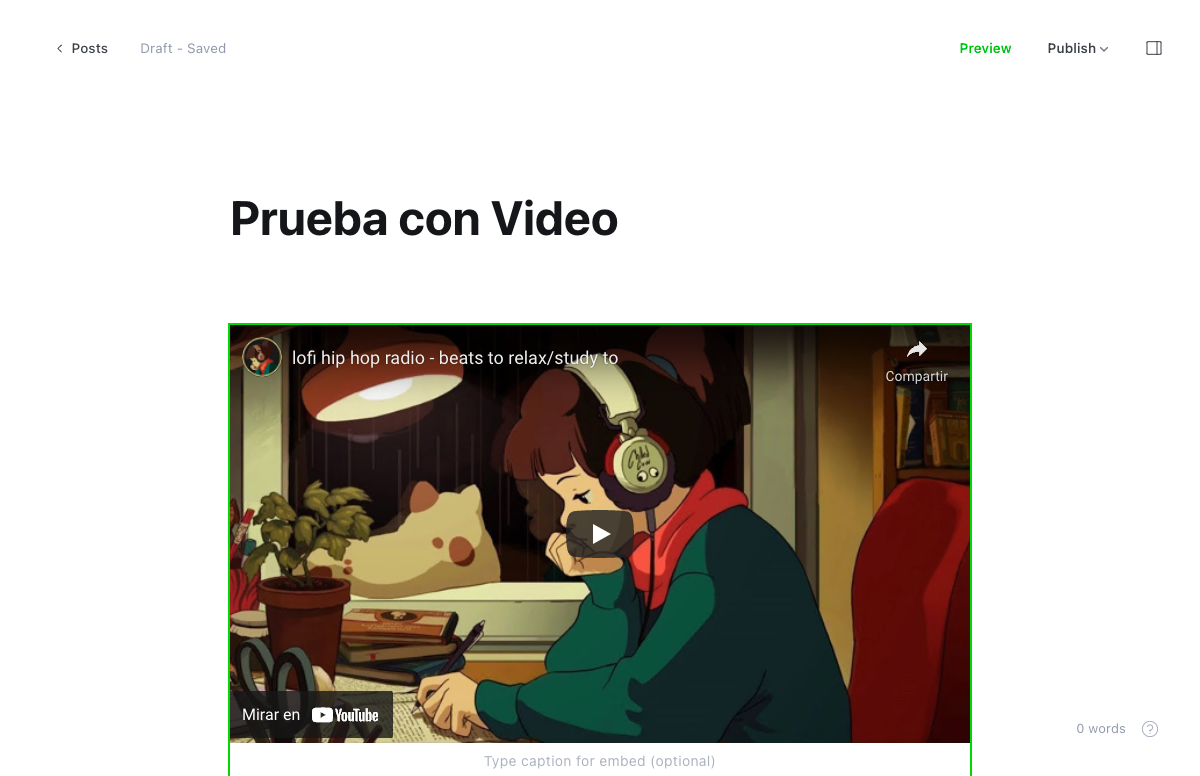 Posts
Draft - Saved
Preview
Publish
Prueba con Video
lofi hip hop radio - beats to relax/study to
Compartir
Mirar en YouTube
0 words
?
Type caption for embed (optional)